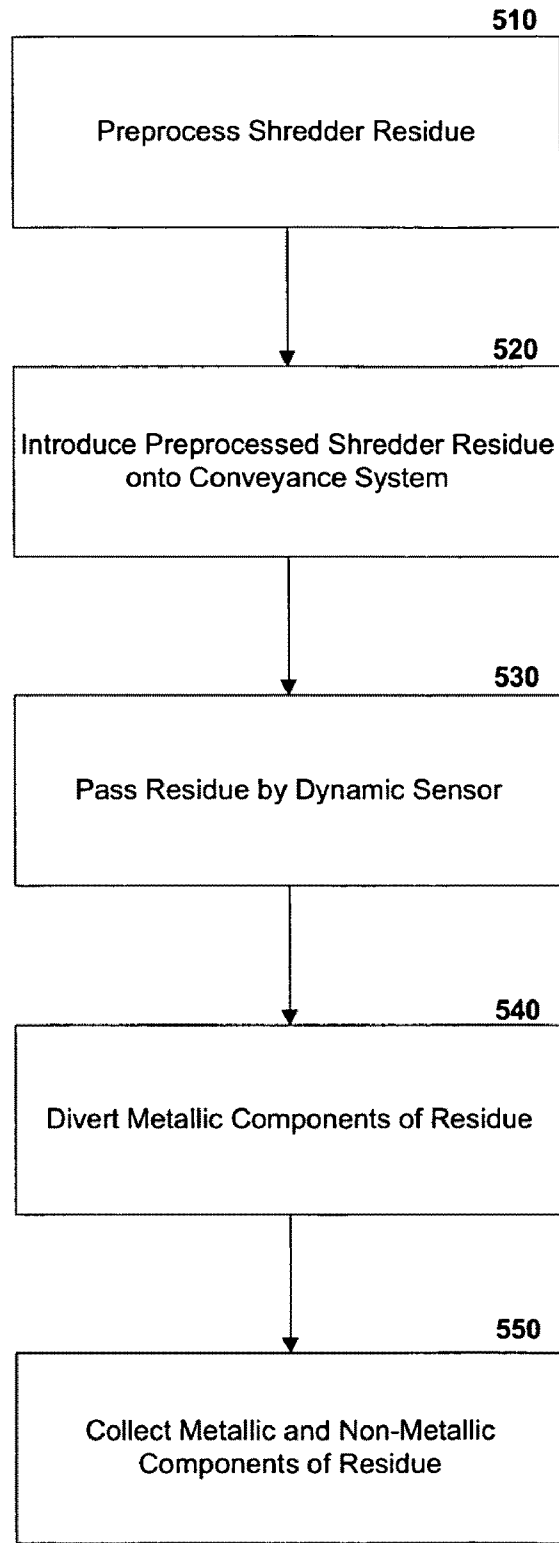 510
Preprocess Shredder Residue
520
Introduce Preprocessed Shredder Residue
onto Conveyance System
530
Pass Residue by Dynamic Sensor
540
Divert Metallic Components of Residue
550
Collect Metallic and Non-Metallic
Components of Residue